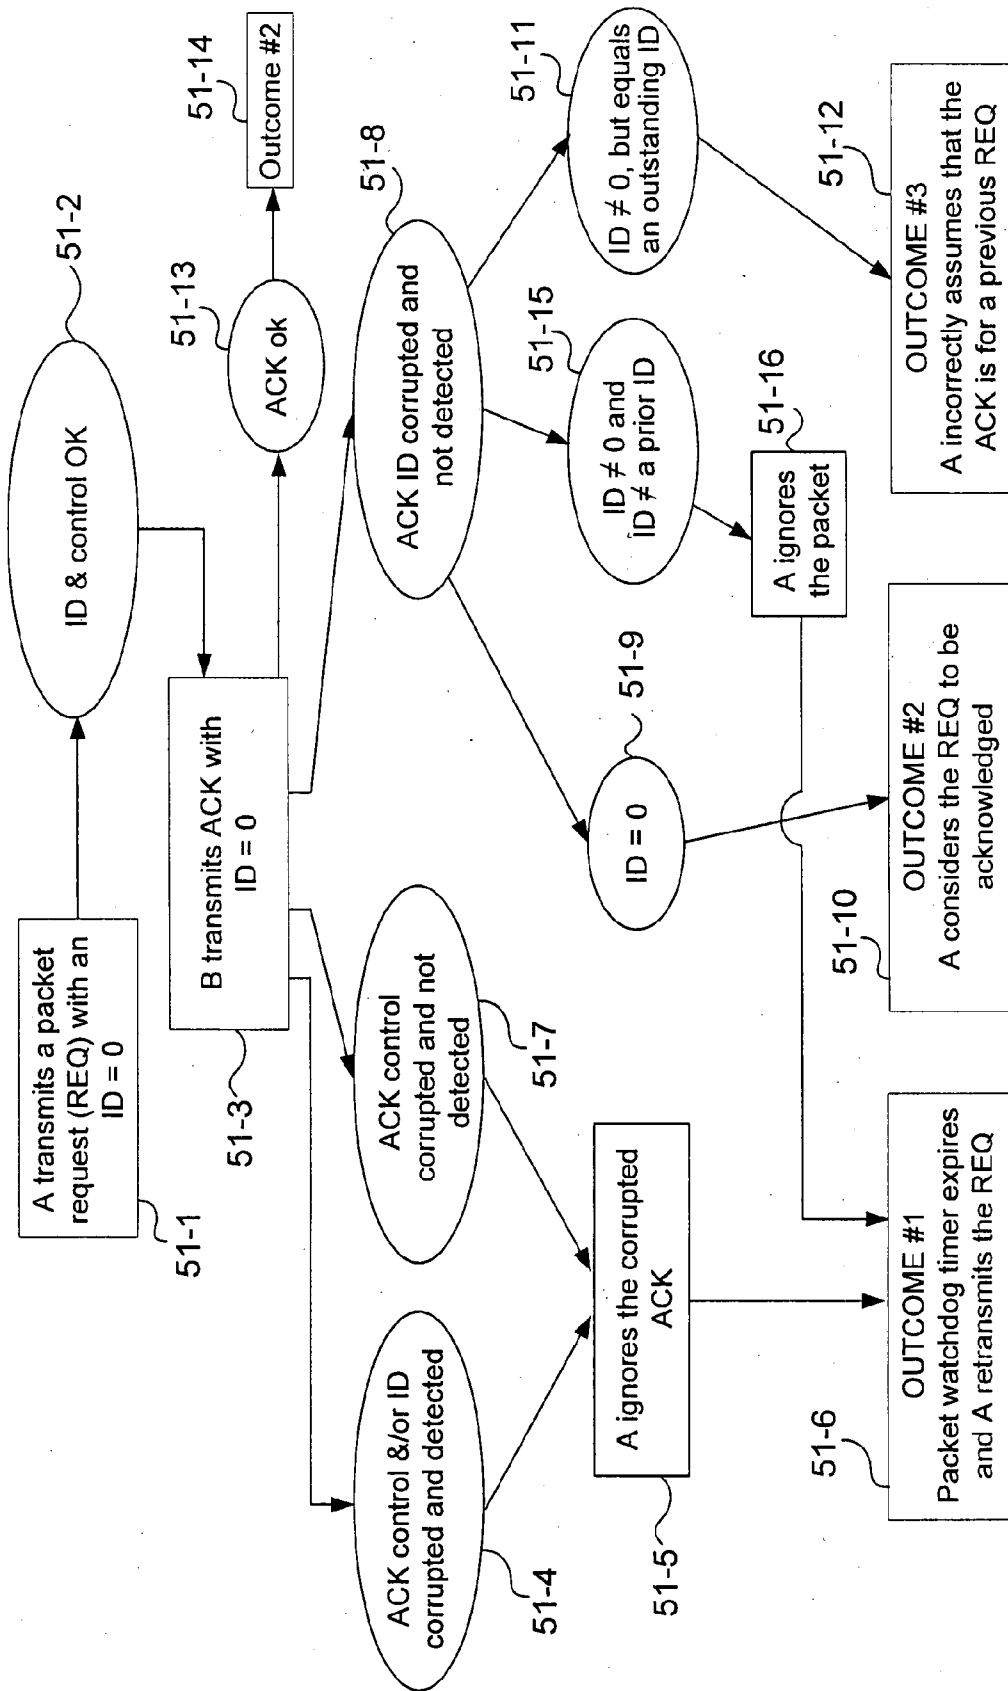 A transmits a packet
request (REQ) with an
ID = 0
51-1
ID & control OK
51-2
B transmits ACK with
ID = 0
51-3
ACK ok
51-13
Outcome #2
51-14
ACK control &/or ID
corrupted and detected
51-4
ACK control
corrupted and not
detected
51-7
ACK ID corrupted and
not detected
51-8
A ignores the corrupted
ACK
51-5
ID = 0
51-9
ID ≠ 0 and
ID ≠ a prior ID
51-15
ID ≠ 0, but equals
an outstanding ID
51-11
A ignores
the packet
51-16
OUTCOME #1
Packet watchdog timer expires
and A retransmits the REQ
51-6
OUTCOME #2
A considers the REQ to be
acknowledged
51-10
OUTCOME #3
A incorrectly assumes that the
ACK is for a previous REQ
51-12